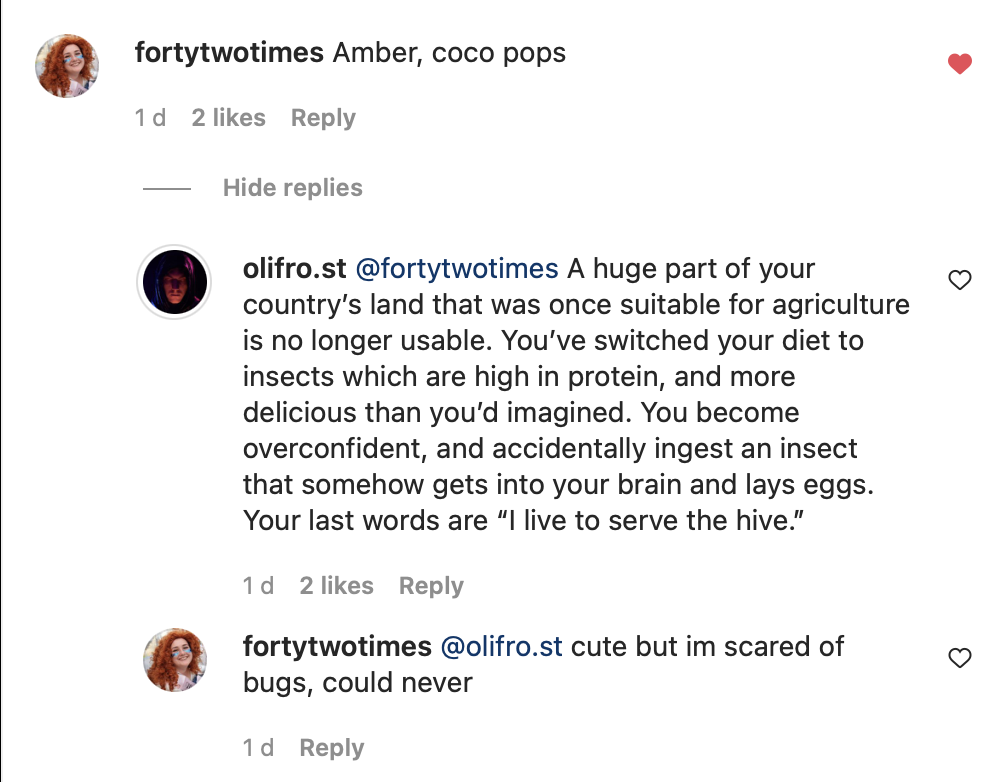 fortytwotimes Amber, coco pops
1 d 2 likes Reply
Hide replies
olifro.st @fortytwotimes A huge part of your
country’s land that was once suitable for agriculture
is no longer usable. You’ve switched your diet to
insects which are high in protein, and more
delicious than you’d imagined. You become
overconfident, and accidentally ingest an insect
that somehow gets into your brain and lays eggs.
Your last words are “I live to serve the hive.”
1 d 2 likes Reply
fortytwotimes @olifro.st cute but im scared of
bugs, could never
1 d Reply